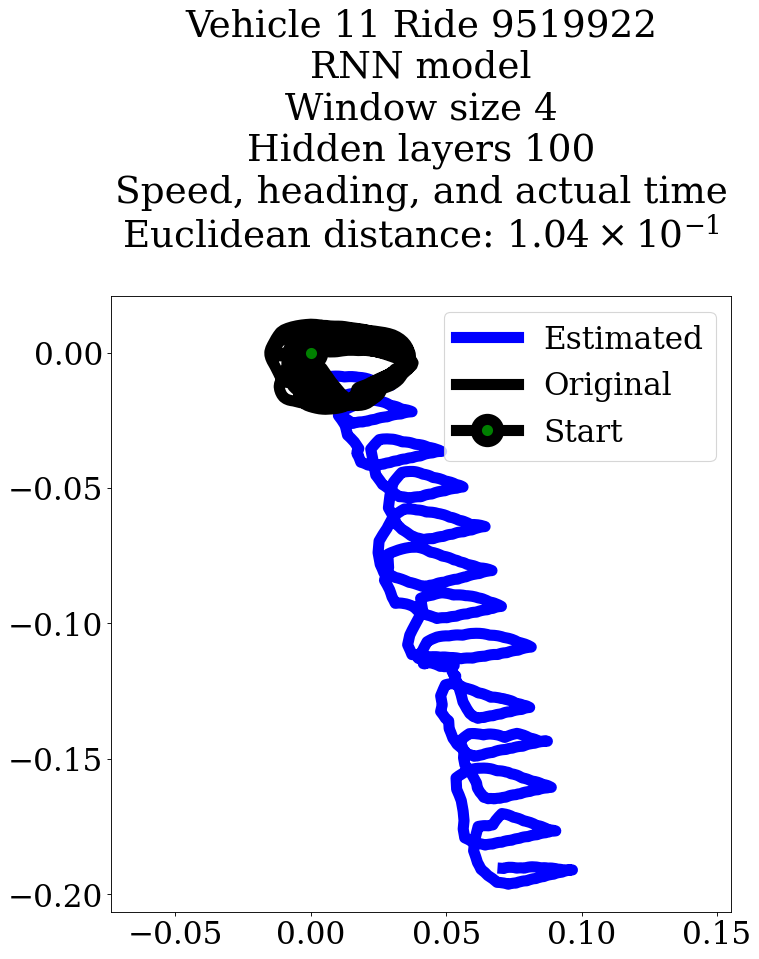 Vehicle 11 Ride 9519922
RNN model
Window size 4
Hidden layers 100
Speed, heading, and actual time
Euclidean distance: 1.04 × 10⁻¹
Estimated
Original
Start
0.00
−0.05
−0.10
−0.15
−0.20
−0.05 0.00 0.05 0.10 0.15